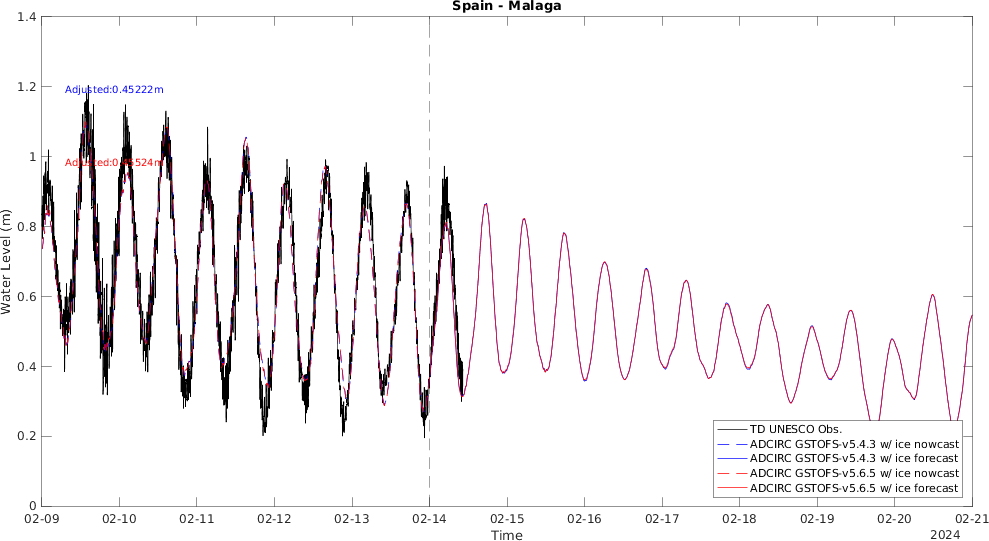 Spain - Malaga
1.4
1.2
1
0.8
0.6
0.4
0.2
0
Water Level (m)
Adjusted:0.45222m
Adjusted:0.45524m
TD UNESCO Obs.
ADCIRC GSTOFS-v5.4.3 w/ ice nowcast
ADCIRC GSTOFS-v5.4.3 w/ ice forecast
ADCIRC GSTOFS-v5.6.5 w/ ice nowcast
ADCIRC GSTOFS-v5.6.5 w/ ice forecast
02-09 02-10 02-11 02-12 02-13 02-14 02-15 02-16 02-17 02-18 02-19 02-20 02-21
Time
2024